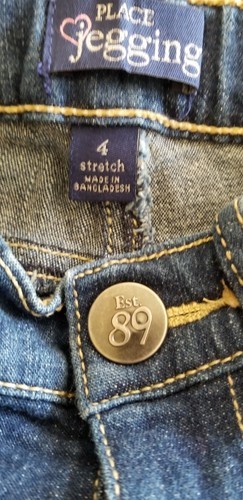 PLACE
jegging
4
stretch
MADE IN
BANGLADESH
Est.
89